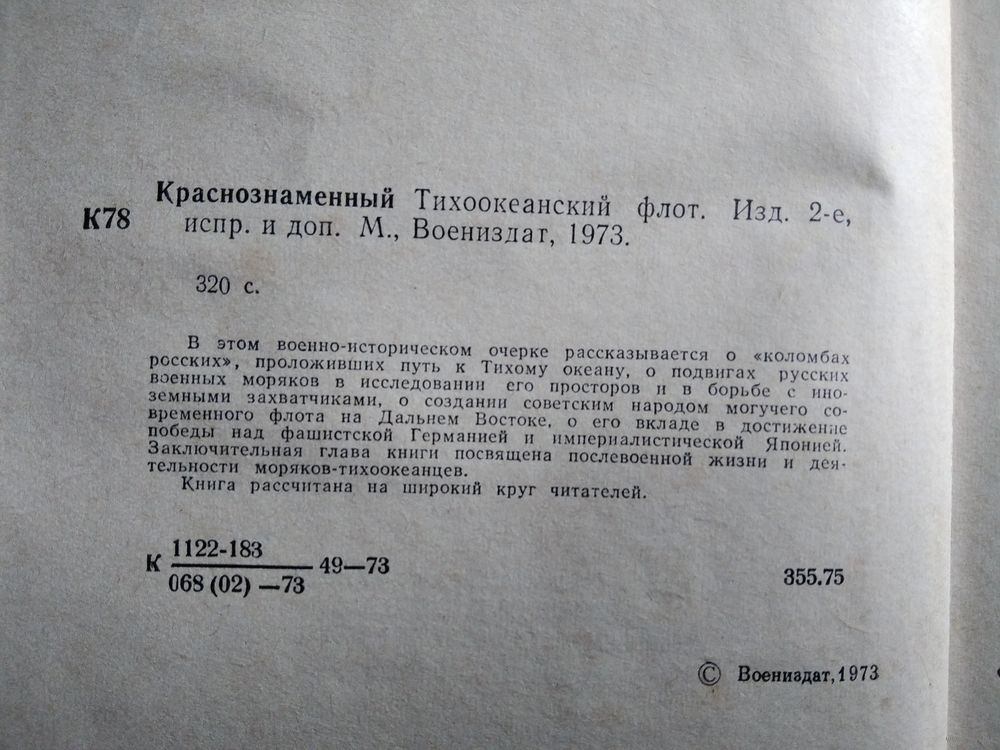 Краснознаменный Тихоокеанский флот. Изд. 2-е,
К78
испр. и доп. М., Воениздат, 1973.
320 с.
В этом военно-историческом очерке рассказывается о «коломбах
росских», проложивших путь к Тихому океану, о подвигах русских
военных моряков в исследовании его просторов и в борьбе с ино-
земными захватчиками, о создании советским народом могучего со-
временного флота на Дальнем Востоке, о его вкладе в достижение
победы над фашистской Германией и империалистической Японией.
Заключительная глава книги посвящена послевоенной жизни и дея-
тельности моряков-тихоокеанцев.
Книга рассчитана на широкий круг читателей.
1122-183
К 49—73
068 (02) —73
355.75
© Воениздат, 1973